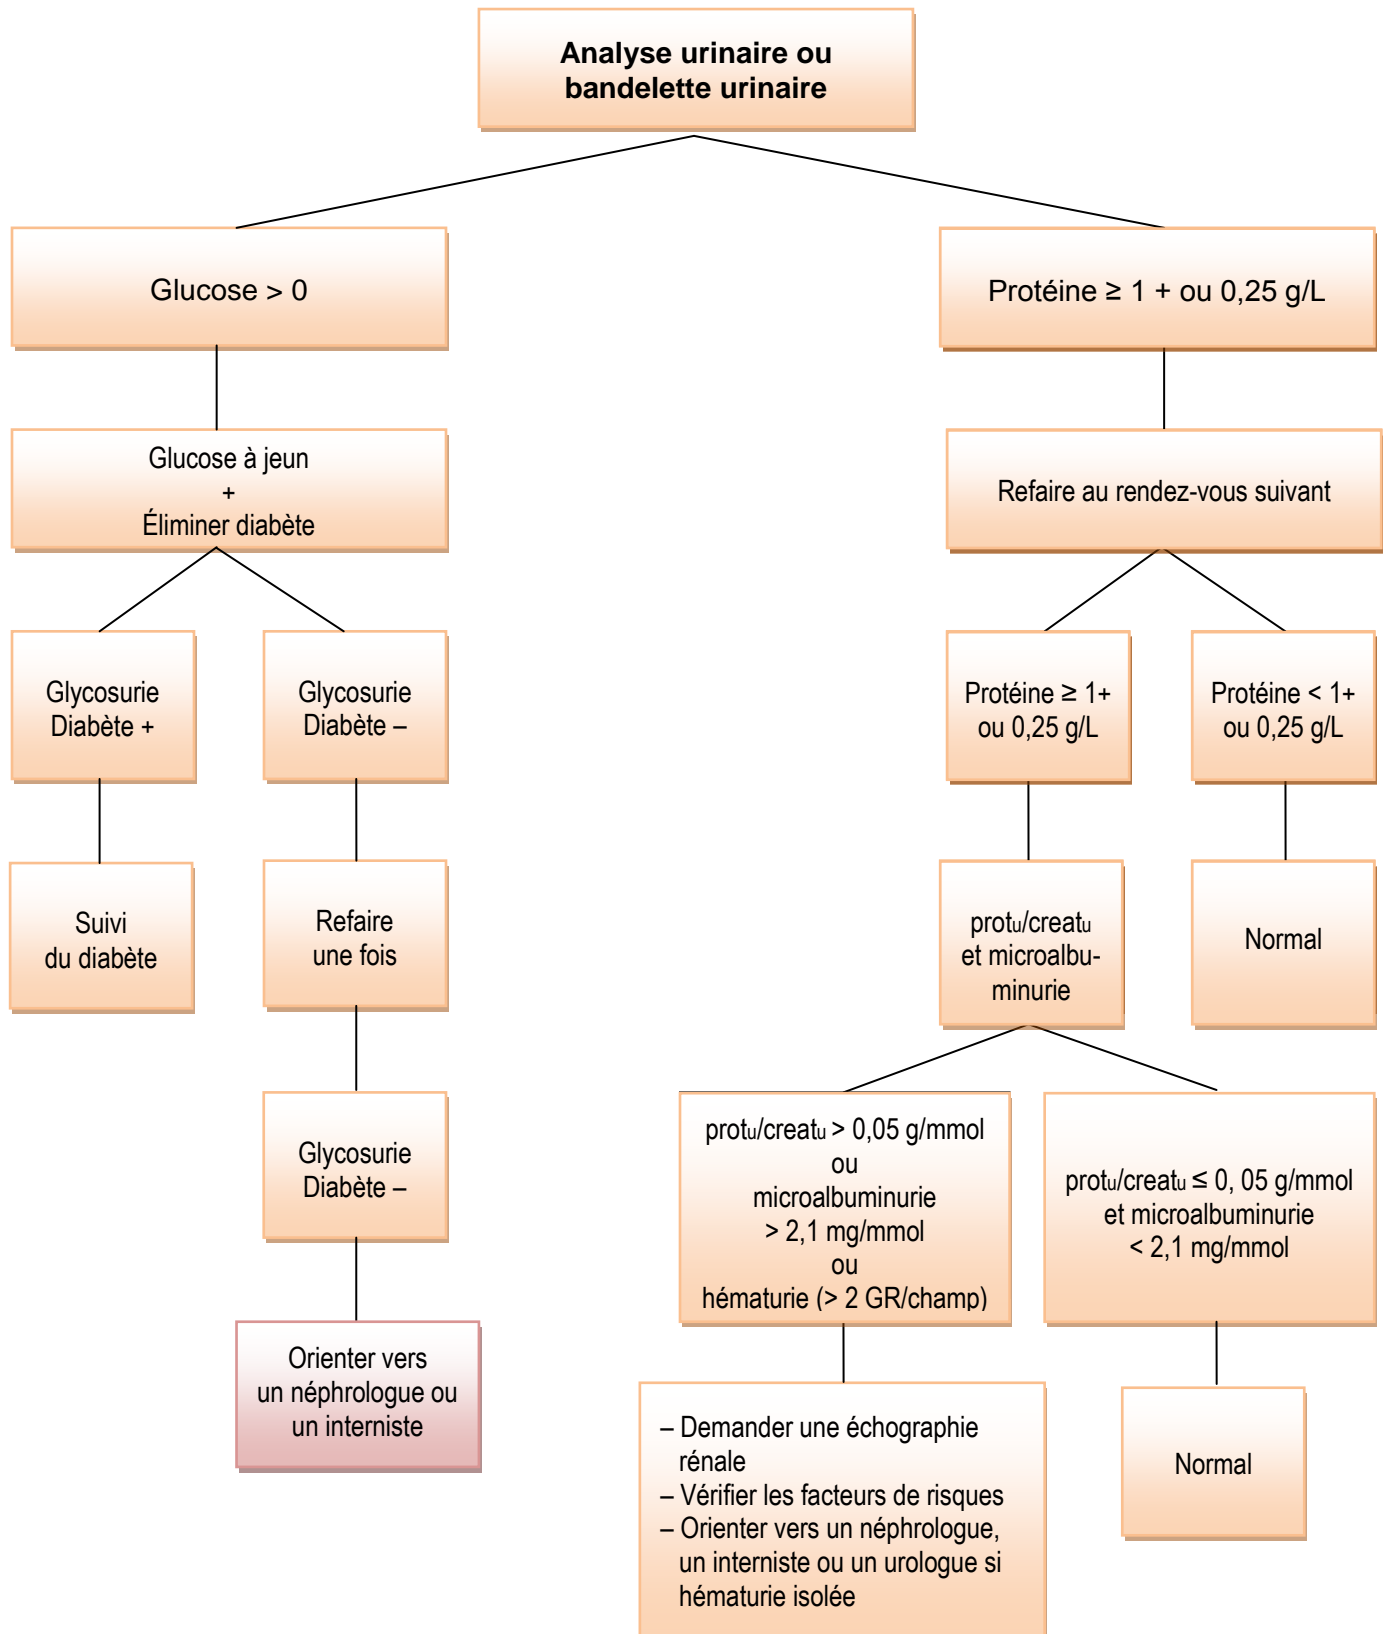 Analyse urinaire ou
bandelette urinaire
Glucose > 0
Protéine ≥ 1 + ou 0,25 g/L
Glucose à jeun
+
Éliminer diabète
Refaire au rendez-vous suivant
Glycosurie
Diabète +
Glycosurie
Diabète –
Protéine ≥ 1+
ou 0,25 g/L
Protéine < 1+
ou 0,25 g/L
Suivi
du diabète
Refaire
une fois
protu/creatu
et microalbu-
minurie
Normal
Glycosurie
Diabète –
protu/creatu > 0,05 g/mmol
ou
microalbuminurie
> 2,1 mg/mmol
ou
hématurie (> 2 GR/champ)
protu/creatu ≤ 0, 05 g/mmol
et microalbuminurie
< 2,1 mg/mmol
Orienter vers
un néphrologue ou
un interniste
– Demander une échographie
rénale
– Vérifier les facteurs de risques
– Orienter vers un néphrologue,
un interniste ou un urologue si
hématurie isolée
Normal